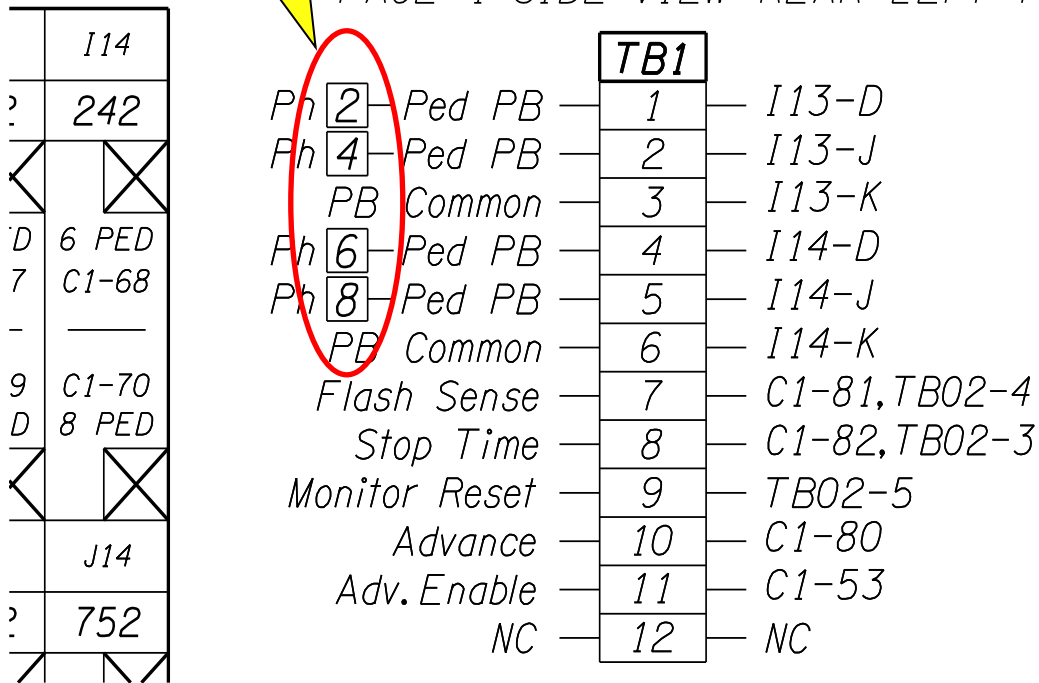 I14
242
6 PED
C1-68
C1-70
8 PED
J14
752
TB1
Ph 2 Ped PB 1 I13-D
Ph 4 Ped PB 2 I13-J
PB Common 3 I13-K
Ph 6 Ped PB 4 I14-D
Ph 8 Ped PB 5 I14-J
PB Common 6 I14-K
Flash Sense 7 C1-81,TB02-4
Stop Time 8 C1-82,TB02-3
Monitor Reset 9 TB02-5
Advance 10 C1-80
Adv.Enable 11 C1-53
NC 12 NC